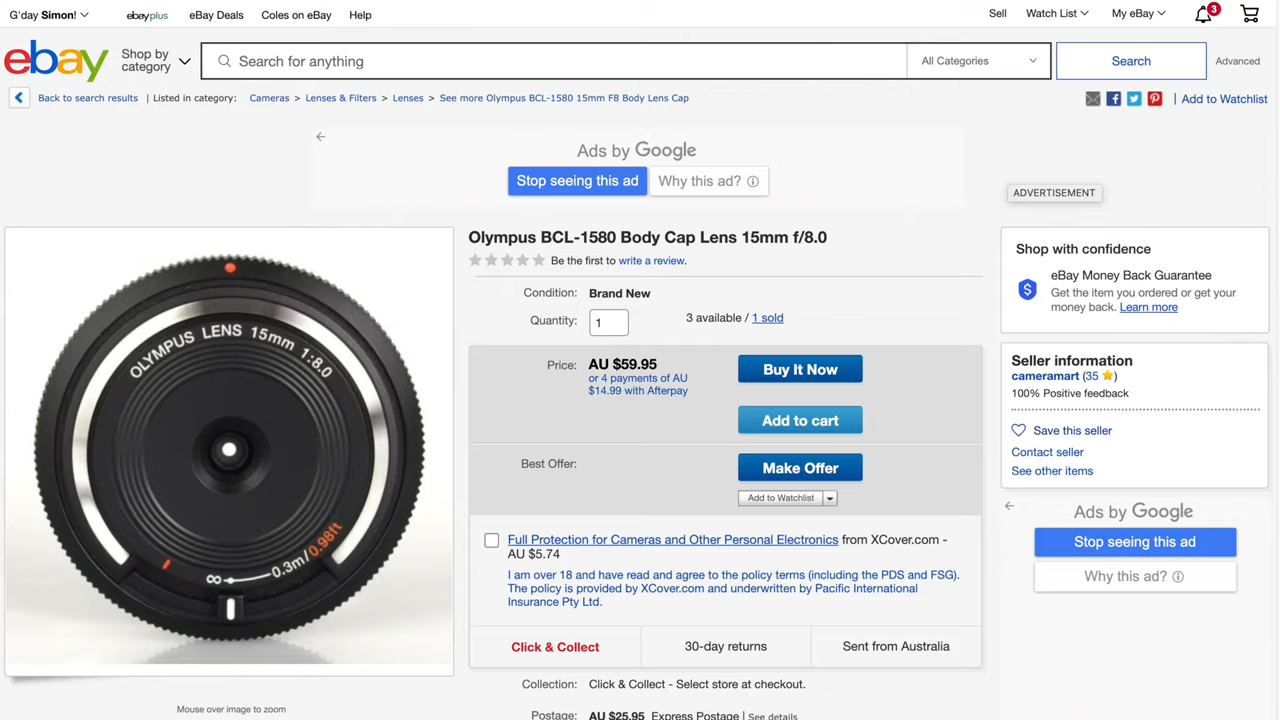 G'day Simon!
ebayplus
eBay Deals
Coles on eBay
Help
Sell
Watch List
My eBay
3
ebay
Shop by category
Search for anything
All Categories
Search
Advanced
Back to search results | Listed in category: Cameras > Lenses & Filters > Lenses > See more Olympus BCL-1580 15mm F8 Body Lens Cap
| Add to Watchlist
Ads by Google
Stop seeing this ad
Why this ad?
ADVERTISEMENT
OLYMPUS LENS 15mm 1:8.0
∞ 0.3m/0.98ft
Mouse over image to zoom
Olympus BCL-1580 Body Cap Lens 15mm f/8.0
Be the first to write a review.
Condition: Brand New
Quantity: 1
3 available / 1 sold
Price: AU $59.95
or 4 payments of AU
$14.99 with Afterpay
Buy It Now
Add to cart
Best Offer:
Make Offer
Add to Watchlist
Full Protection for Cameras and Other Personal Electronics from XCover.com -
AU $5.74
I am over 18 and have read and agree to the policy terms (including the PDS and FSG).
The policy is provided by XCover.com and underwritten by Pacific International
Insurance Pty Ltd.
Click & Collect
30-day returns
Sent from Australia
Collection: Click & Collect - Select store at checkout.
Postage: AU $25.95 Express Postage | See details
Shop with confidence
eBay Money Back Guarantee
Get the item you ordered or get your
money back. Learn more
Seller information
cameramart (35 )
100% Positive feedback
Save this seller
Contact seller
See other items
Ads by Google
Stop seeing this ad
Why this ad?